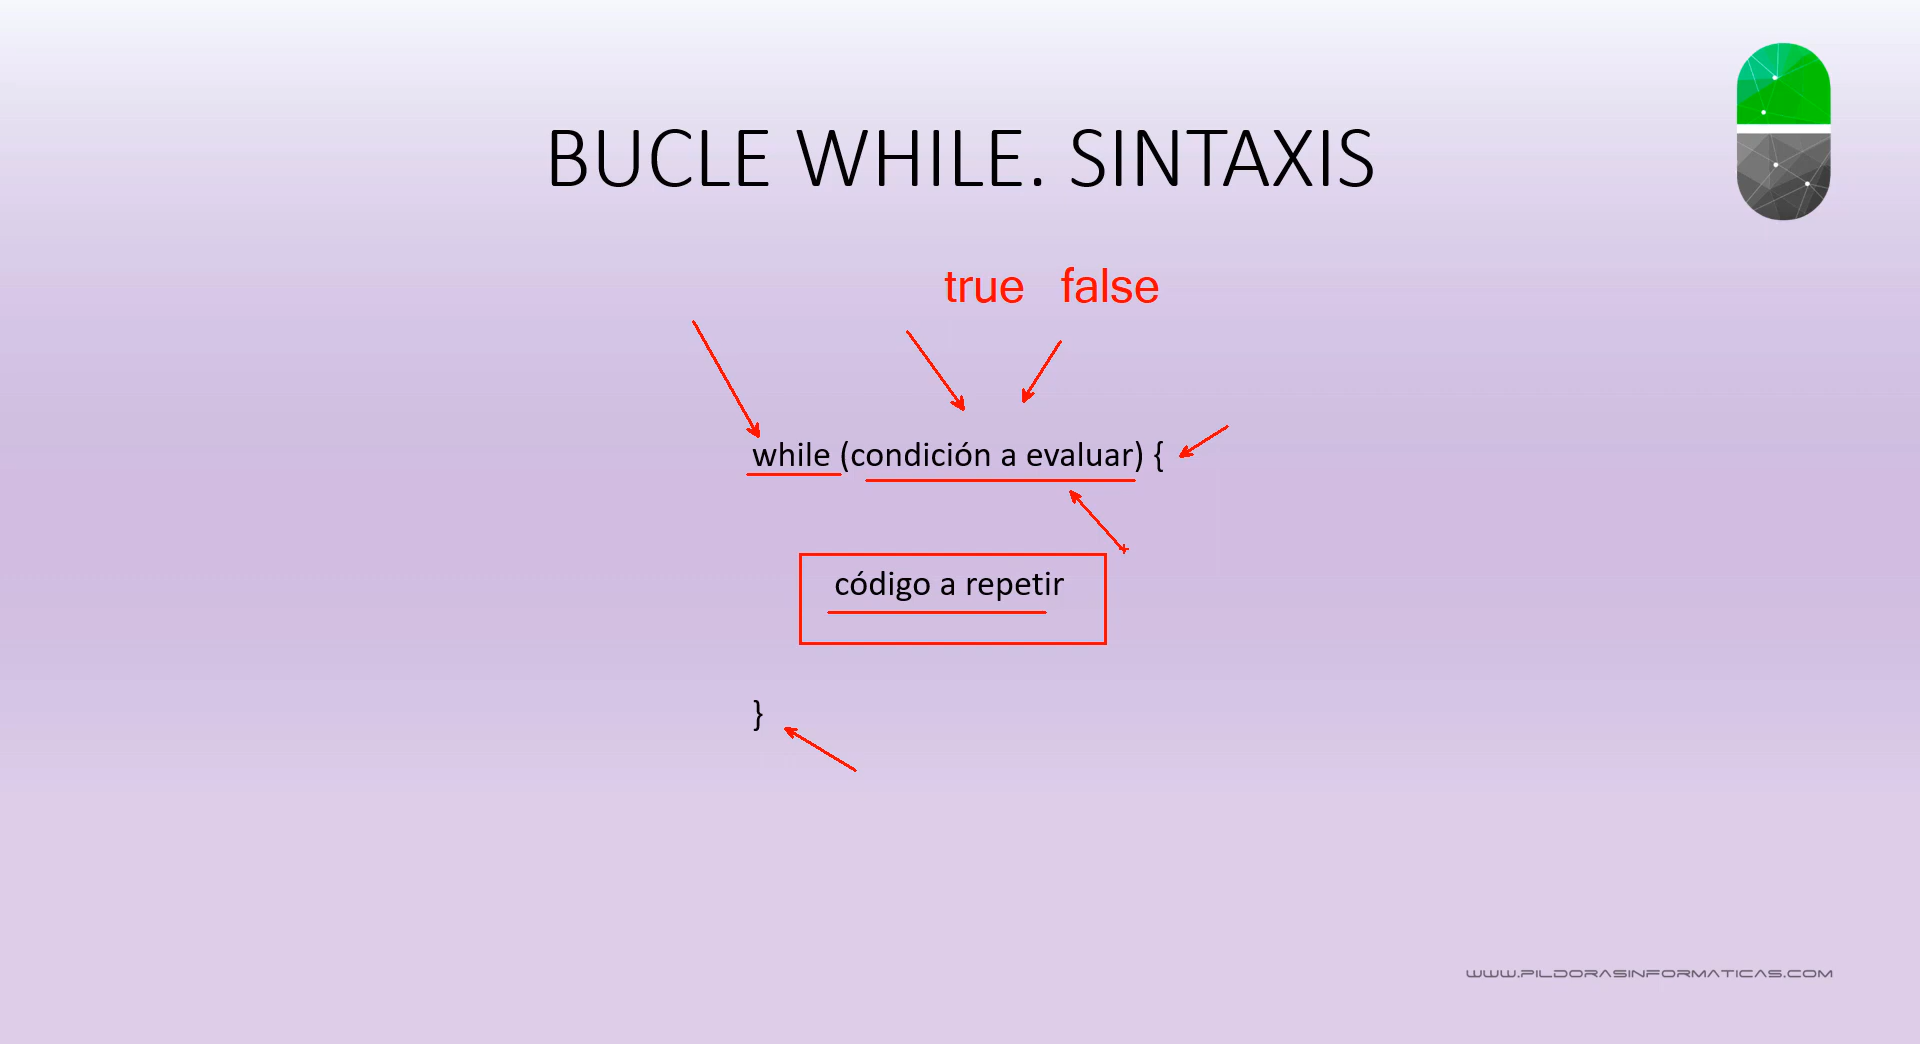 BUCLE WHILE. SINTAXIS
true false
while (condición a evaluar) {
código a repetir
}
WWW.PILDORASINFORMATICAS.COM